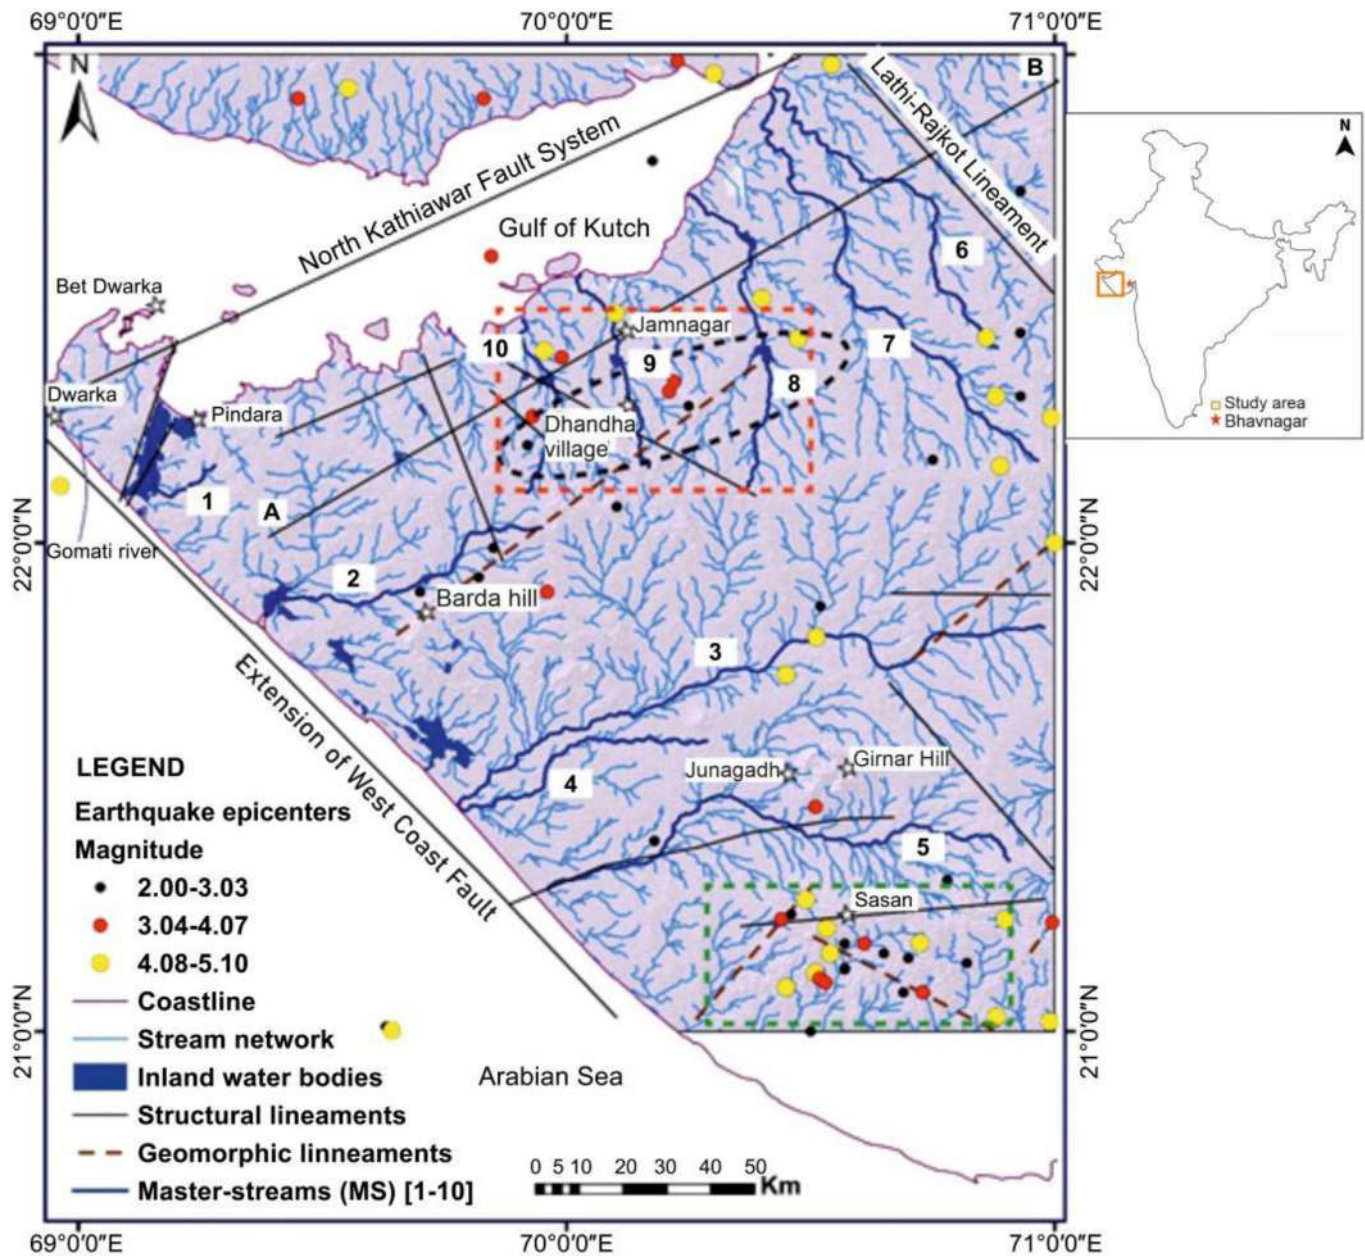 69°0'0"E
70°0'0"E
71°0'0"E
N
B
Lathi-Rajkot Lineament
North Kathiawar Fault System
Gulf of Kutch
6
Bet Dwarka
Jamnagar
10
9
7
8
Dwarka
Pindara
Dhandha
village
1
A
Gomati river
22°0'0"N
22°0'0"N
2
Barda hill
3
Extension of West Coast Fault
Junagadh
Girnar Hill
4
5
Sasan
LEGEND
Earthquake epicenters
Magnitude
2.00-3.03
3.04-4.07
4.08-5.10
Coastline
Stream network
Inland water bodies
Structural lineaments
Geomorphic linneaments
Master-streams (MS) [1-10]
21°0'0"N
21°0'0"N
Arabian Sea
0 5 10 20 30 40 50
Km
69°0'0"E
70°0'0"E
71°0'0"E
N
Study area
Bhavnagar